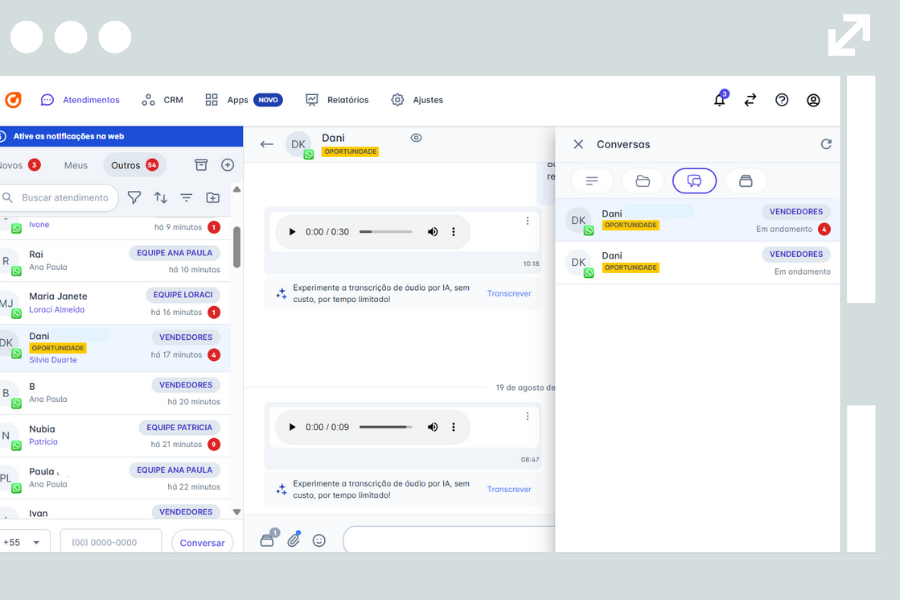 Atendimentos
CRM
Apps NOVO
Relatórios
Ajustes
3
Ative as notificações na web
Novos 3
Meus
Outros 54
Buscar atendimento
Ivone
há 9 minutos 1
R
Rai
EQUIPE ANA PAULA
Ana Paula
há 10 minutos
MJ
Maria Janete
EQUIPE LORACI
Loraci Almeida
há 16 minutos 1
DK
Dani
VENDEDORES
OPORTUNIDADE
há 17 minutos 4
Silvia Duarte
B
B
VENDEDORES
Ana Paula
há 20 minutos
N
Nubia
EQUIPE PATRICIA
Patricia
há 21 minutos 9
PL
Paula
EQUIPE ANA PAULA
Ana Paula
há 22 minutos
Ivan
VENDEDORES
+55
(00) 0000-0000
Conversar
DK
Dani
OPORTUNIDADE
0:00 / 0:30
10:18
Experimente a transcrição de áudio por IA, sem
custo, por tempo limitado!
Transcrever
19 de agosto de
0:00 / 0:09
08:47
Experimente a transcrição de áudio por IA, sem
custo, por tempo limitado!
Transcrever
1
Conversas
DK
Dani
VENDEDORES
OPORTUNIDADE
Em andamento 4
DK
Dani
VENDEDORES
OPORTUNIDADE
Em andamento